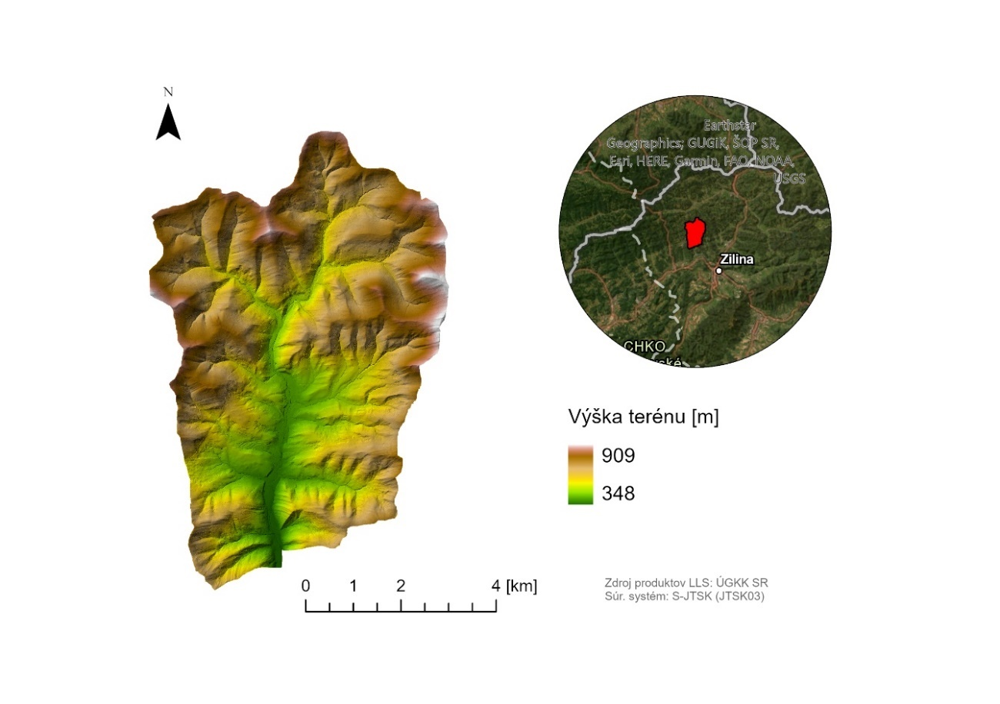 N
Earthstar
Geographics; GUGiK, ŠOP SR,
Esri, HERE, Garmin, FAO, NOAA,
USGS
Zilina
CHKO
ské
Výška terénu [m]
909
348
0 1 2 4 [km]
Zdroj produktov LLS: ÚGKK SR
Súr. systém: S-JTSK (JTSK03)